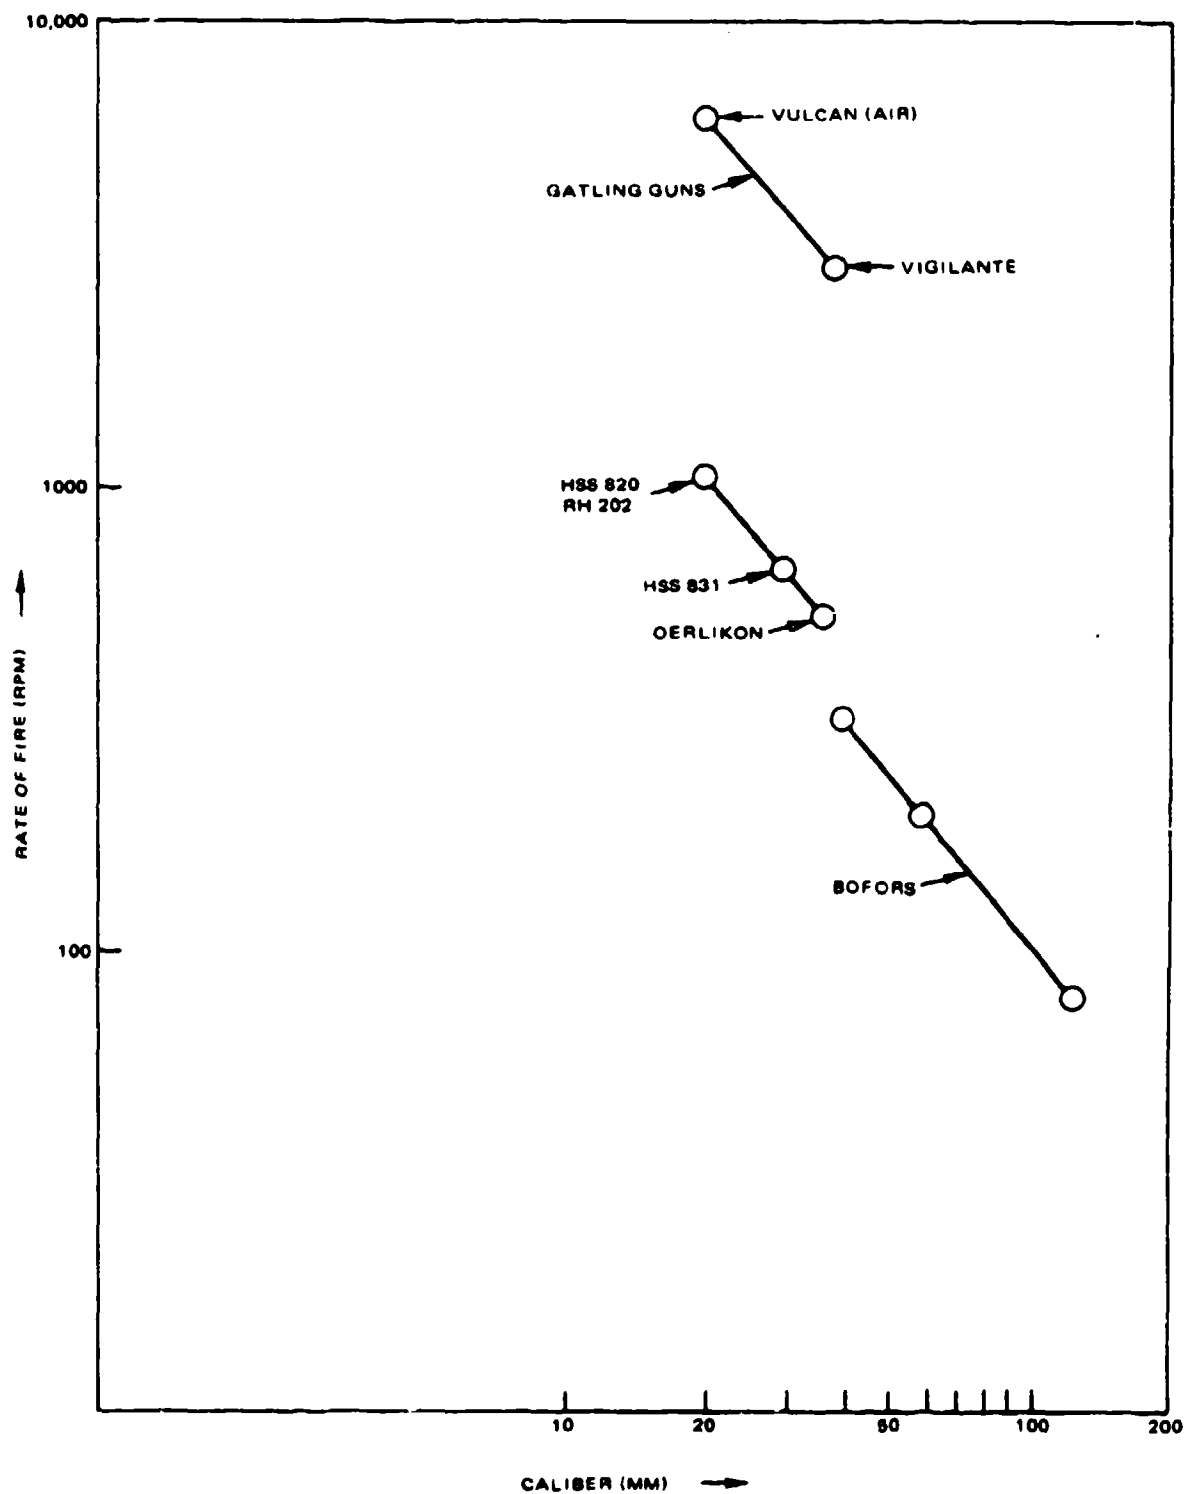 10,000
VULCAN (AIR)
GATLING GUNS
VIGILANTE
1000
HSS 820
RH 202
HSS 831
OERLIKON
RATE OF FIRE (RPM)
BOFORS
100
10 20 50 100 200
CALIBER (MM)